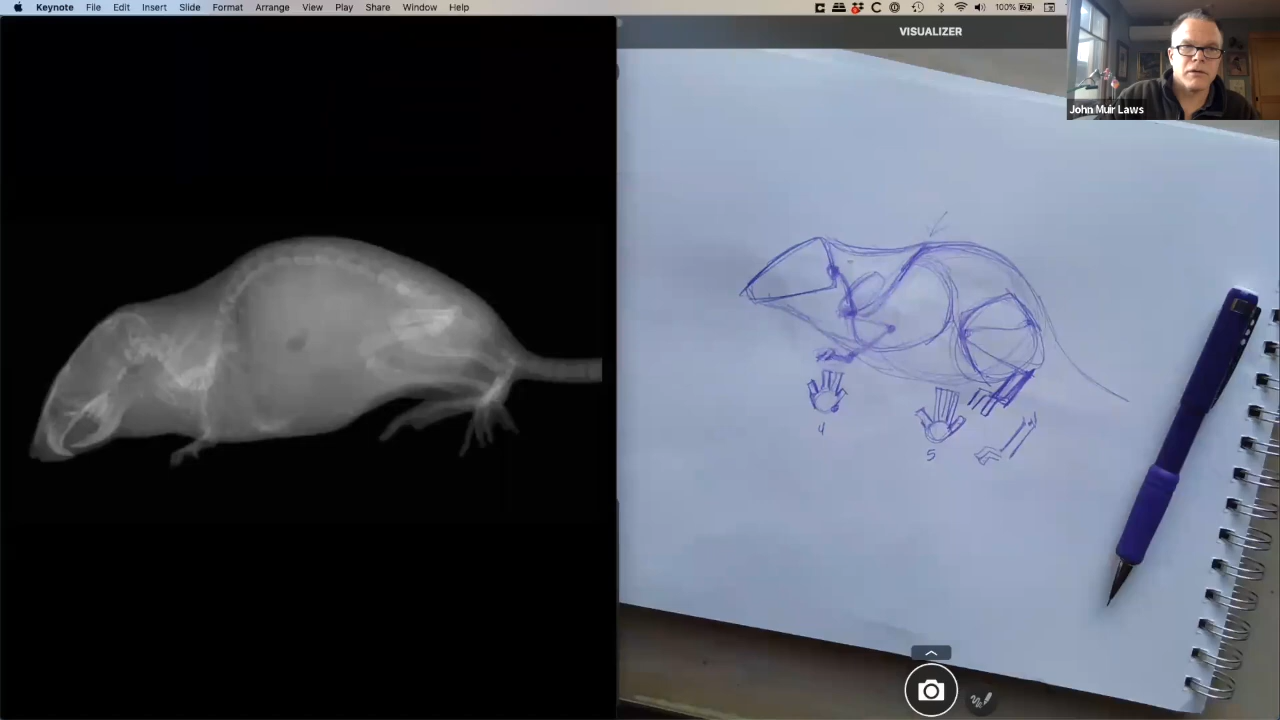 Keynote File Edit Insert Slide Format Arrange View Play Share Window Help 100%
VISUALIZER
John Muir Laws
4
5